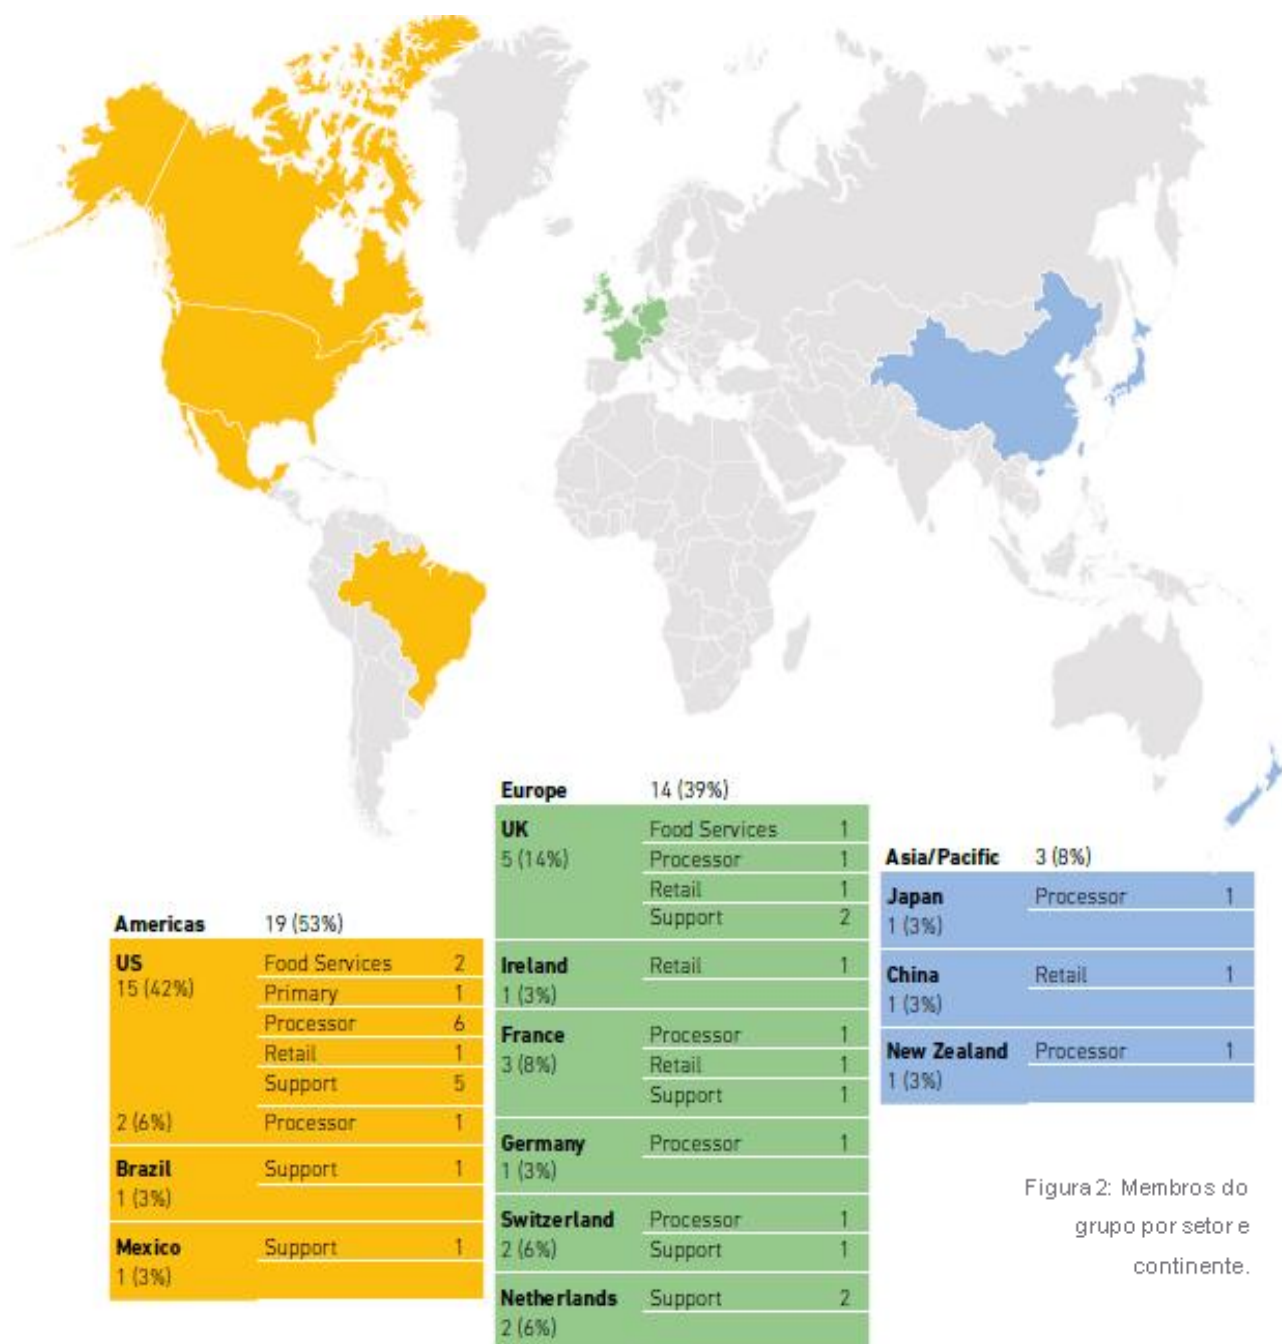 Americas 19 (53%)
US Food Services 2
15 (42%) Primary 1
Processor 6
Retail 1
Support 5
2 (6%) Processor 1
Brazil Support 1
1 (3%)
Mexico Support 1
1 (3%)
Europe 14 (39%)
UK Food Services 1
5 (14%) Processor 1
Retail 1
Support 2
Ireland Retail 1
1 (3%)
France Processor 1
3 (8%) Retail 1
Support 1
Germany Processor 1
1 (3%)
Switzerland Processor 1
2 (6%) Support 1
Netherlands Support 2
2 (6%)
Asia/Pacific 3 (8%)
Japan Processor 1
1 (3%)
China Retail 1
1 (3%)
New Zealand Processor 1
1 (3%)
Figura 2: Membros do
grupo por setor e
continente.